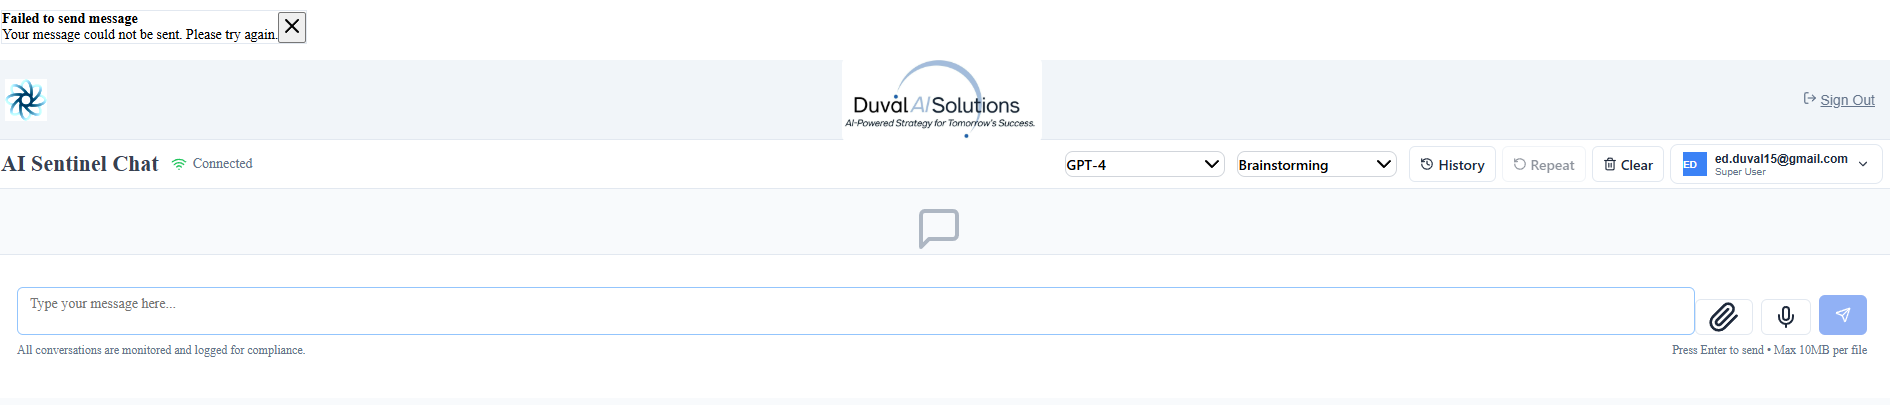 Failed to send message
Your message could not be sent. Please try again.
Duval AI Solutions
AI-Powered Strategy for Tomorrow's Success.
Sign Out
AI Sentinel Chat Connected GPT-4 Brainstorming History Repeat Clear ED ed.duval15@gmail.com
Super User
Type your message here...
All conversations are monitored and logged for compliance. Press Enter to send • Max 10MB per file